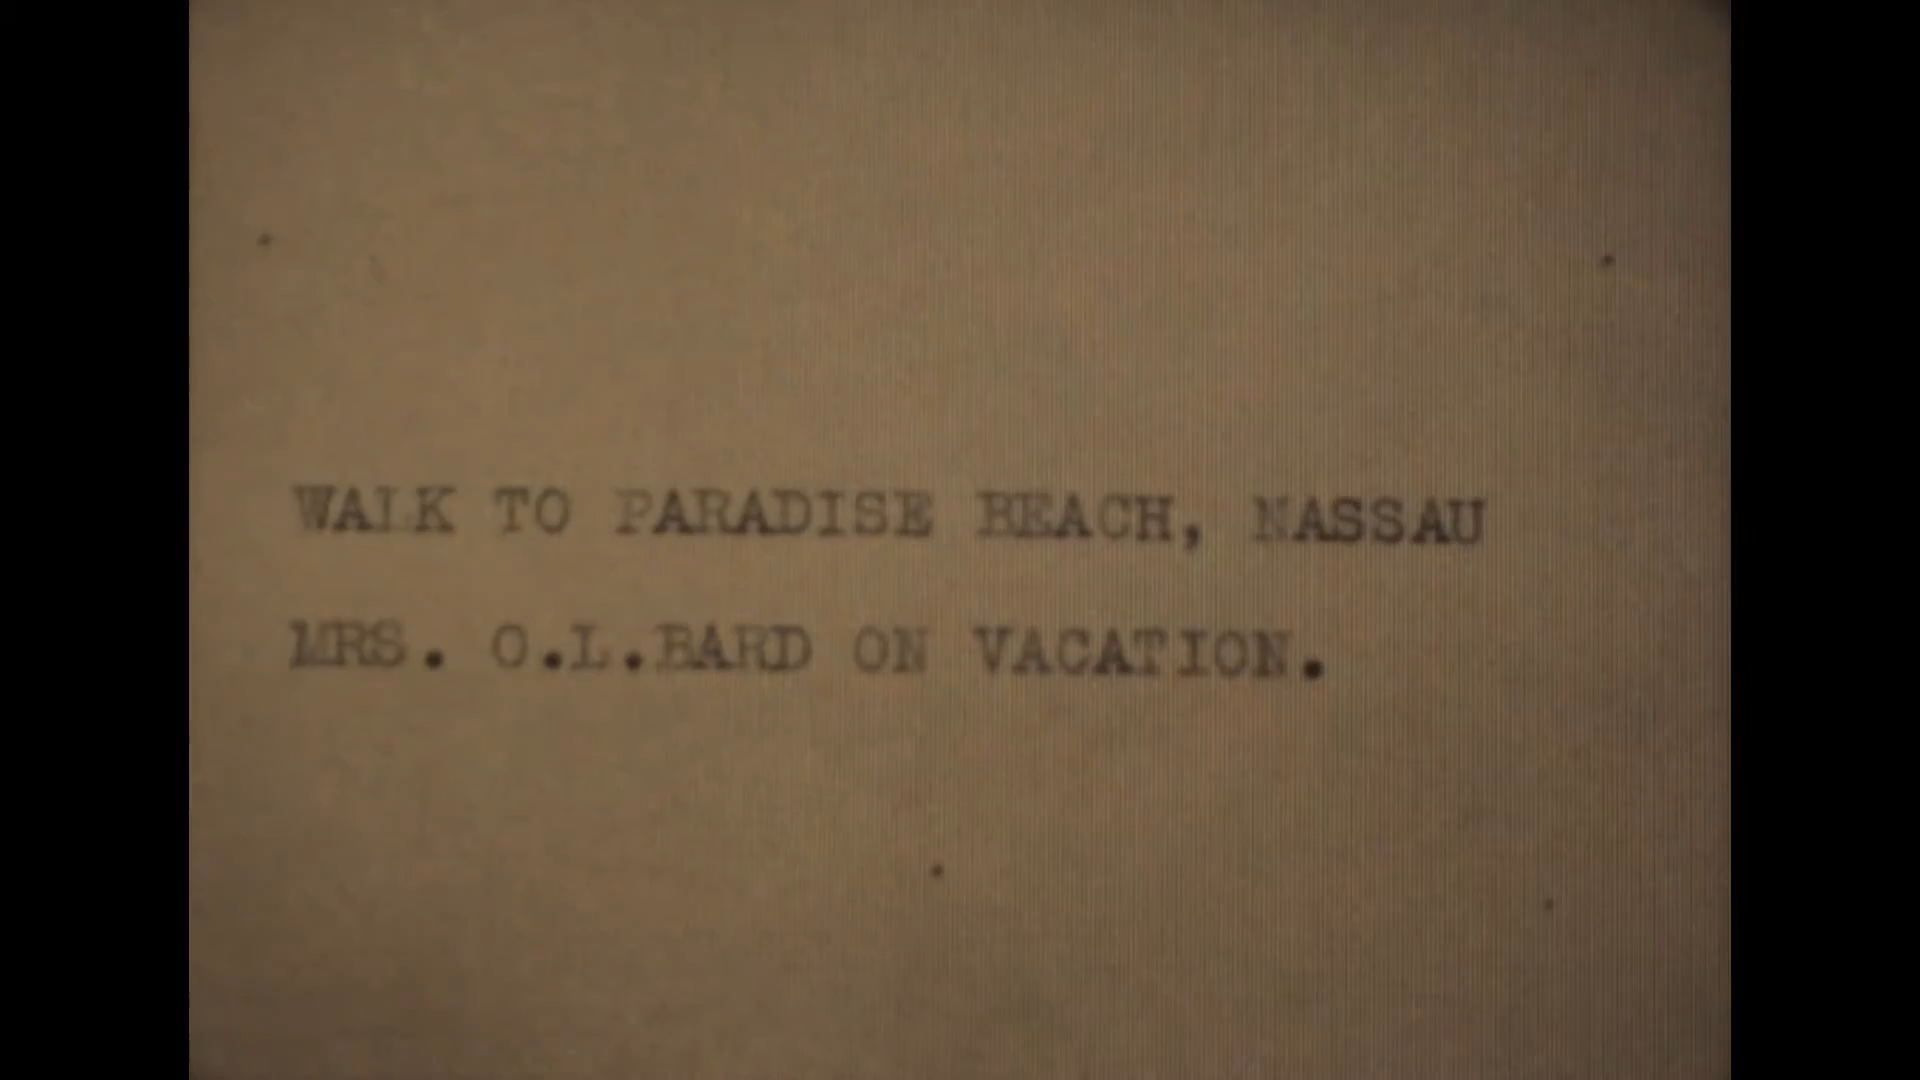 WALK TO PARADISE BEACH, NASSAU
MRS. O.L.BARD ON VACATION.